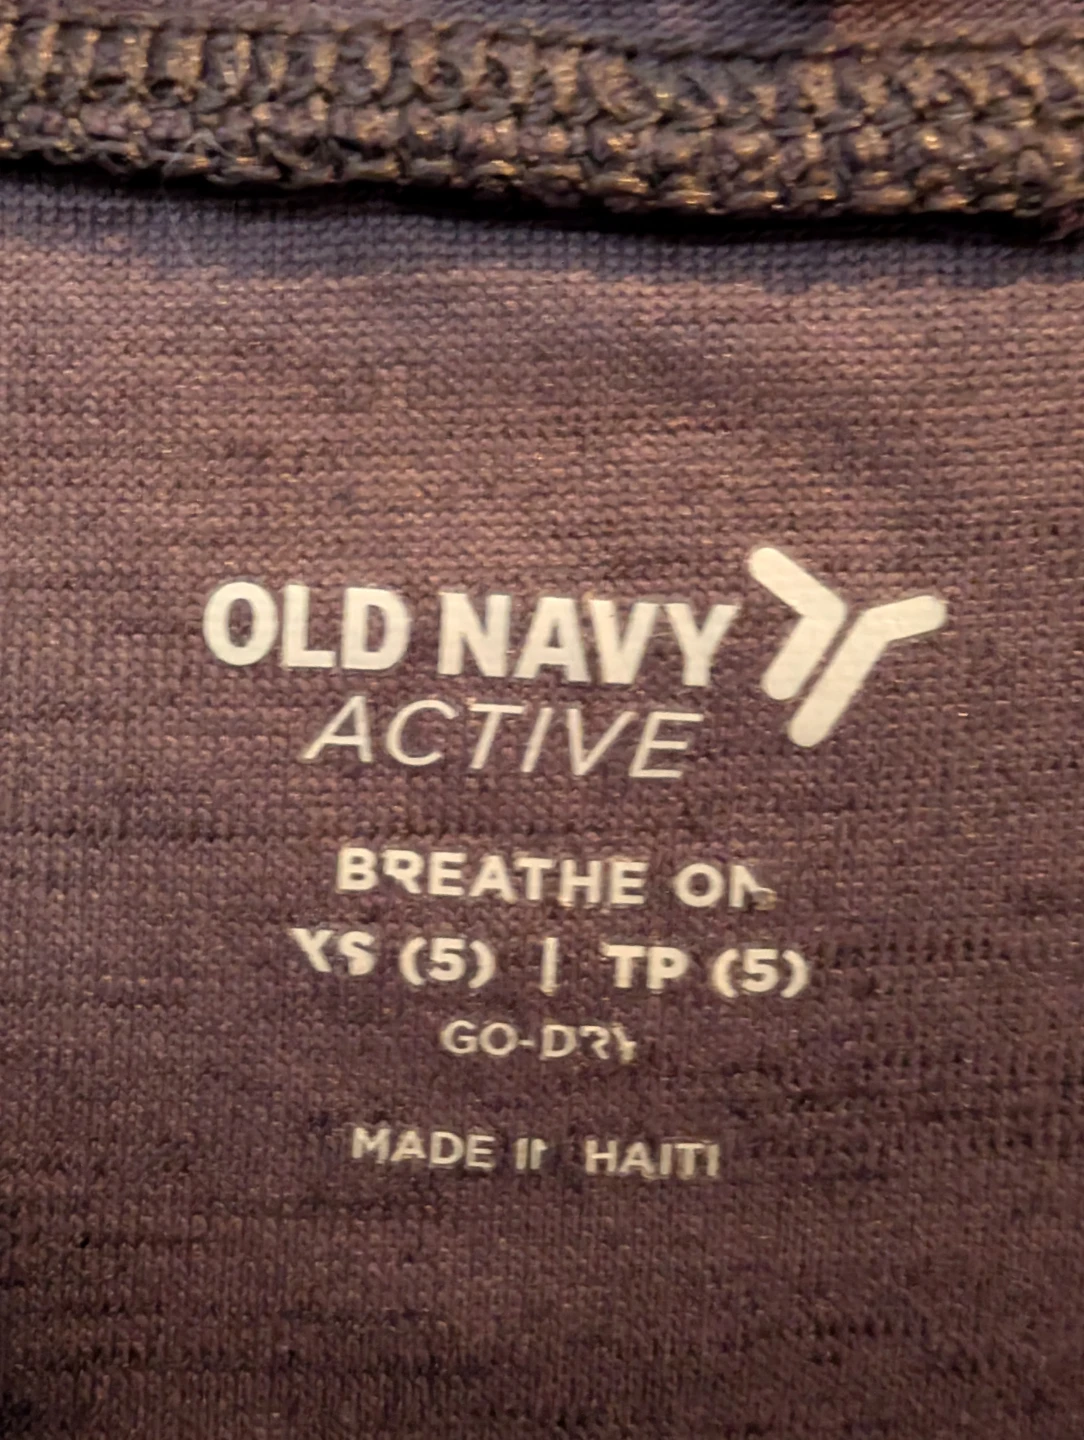 OLD NAVY
ACTIVE
BREATHE ON
XS (5) | TP (5)
GO-DRY
MADE IN HAITI